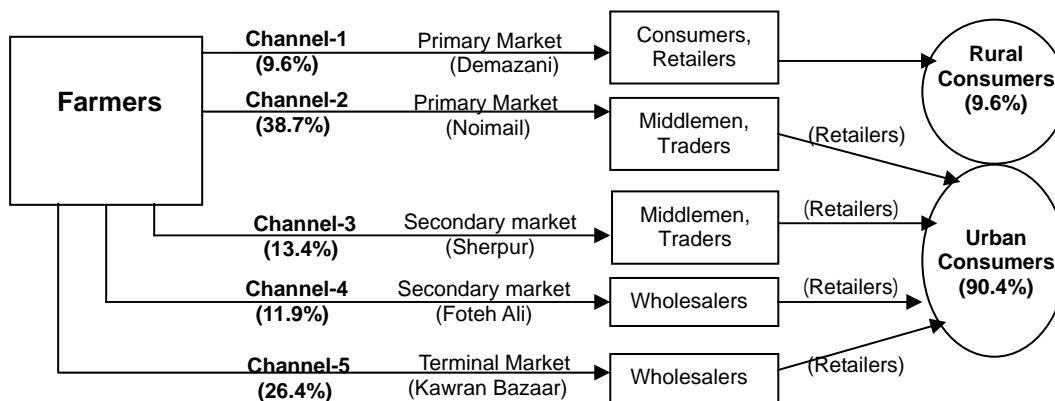 Farmers
Channel-1
(9.6%)
Primary Market
(Demazani)
Consumers,
Retailers
Rural
Consumers
(9.6%)
Channel-2
(38.7%)
Primary Market
(Noimail)
Middlemen,
Traders
(Retailers)
Channel-3
(13.4%)
Secondary market
(Sherpur)
Middlemen,
Traders
(Retailers)
Urban
Consumers
(90.4%)
Channel-4
(11.9%)
Secondary market
(Foteh Ali)
Wholesalers
(Retailers)
Channel-5
(26.4%)
Terminal Market
(Kawran Bazaar)
Wholesalers
(Retailers)